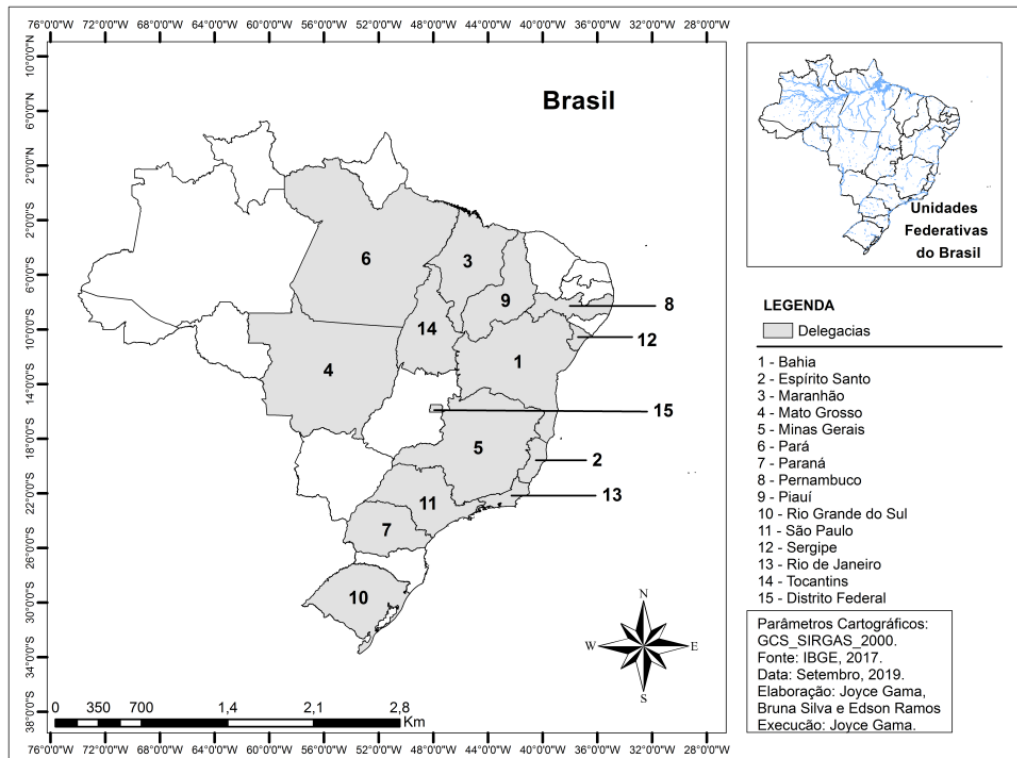 76°0'0"W 72°0'0"W 68°0'0"W 64°0'0"W 60°0'0"W 56°0'0"W 52°0'0"W 48°0'0"W 44°0'0"W 40°0'0"W 36°0'0"W 32°0'0"W 28°0'0"W
10°0'0"N
6°0'0"N
2°0'0"N
2°0'0"S
6°0'0"S
10°0'0"S
14°0'0"S
18°0'0"S
22°0'0"S
26°0'0"S
30°0'0"S
34°0'0"S
38°0'0"S
Brasil
6
3
9
8
14
12
4
1
15
5
2
13
11
7
10
N
W E
S
0 350 700 1,4 2,1 2,8
Km
76°0'0"W 72°0'0"W 68°0'0"W 64°0'0"W 60°0'0"W 56°0'0"W 52°0'0"W 48°0'0"W 44°0'0"W 40°0'0"W 36°0'0"W 32°0'0"W 28°0'0"W
Unidades
Federativas
do Brasil
LEGENDA
Delegacias
1 - Bahia
2 - Espírito Santo
3 - Maranhão
4 - Mato Grosso
5 - Minas Gerais
6 - Pará
7 - Paraná
8 - Pernambuco
9 - Piauí
10 - Rio Grande do Sul
11 - São Paulo
12 - Sergipe
13 - Rio de Janeiro
14 - Tocantins
15 - Distrito Federal
Parâmetros Cartográficos:
GCS_SIRGAS_2000.
Fonte: IBGE, 2017.
Data: Setembro, 2019.
Elaboração: Joyce Gama,
Bruna Silva e Edson Ramos
Execucão: Joyce Gama.